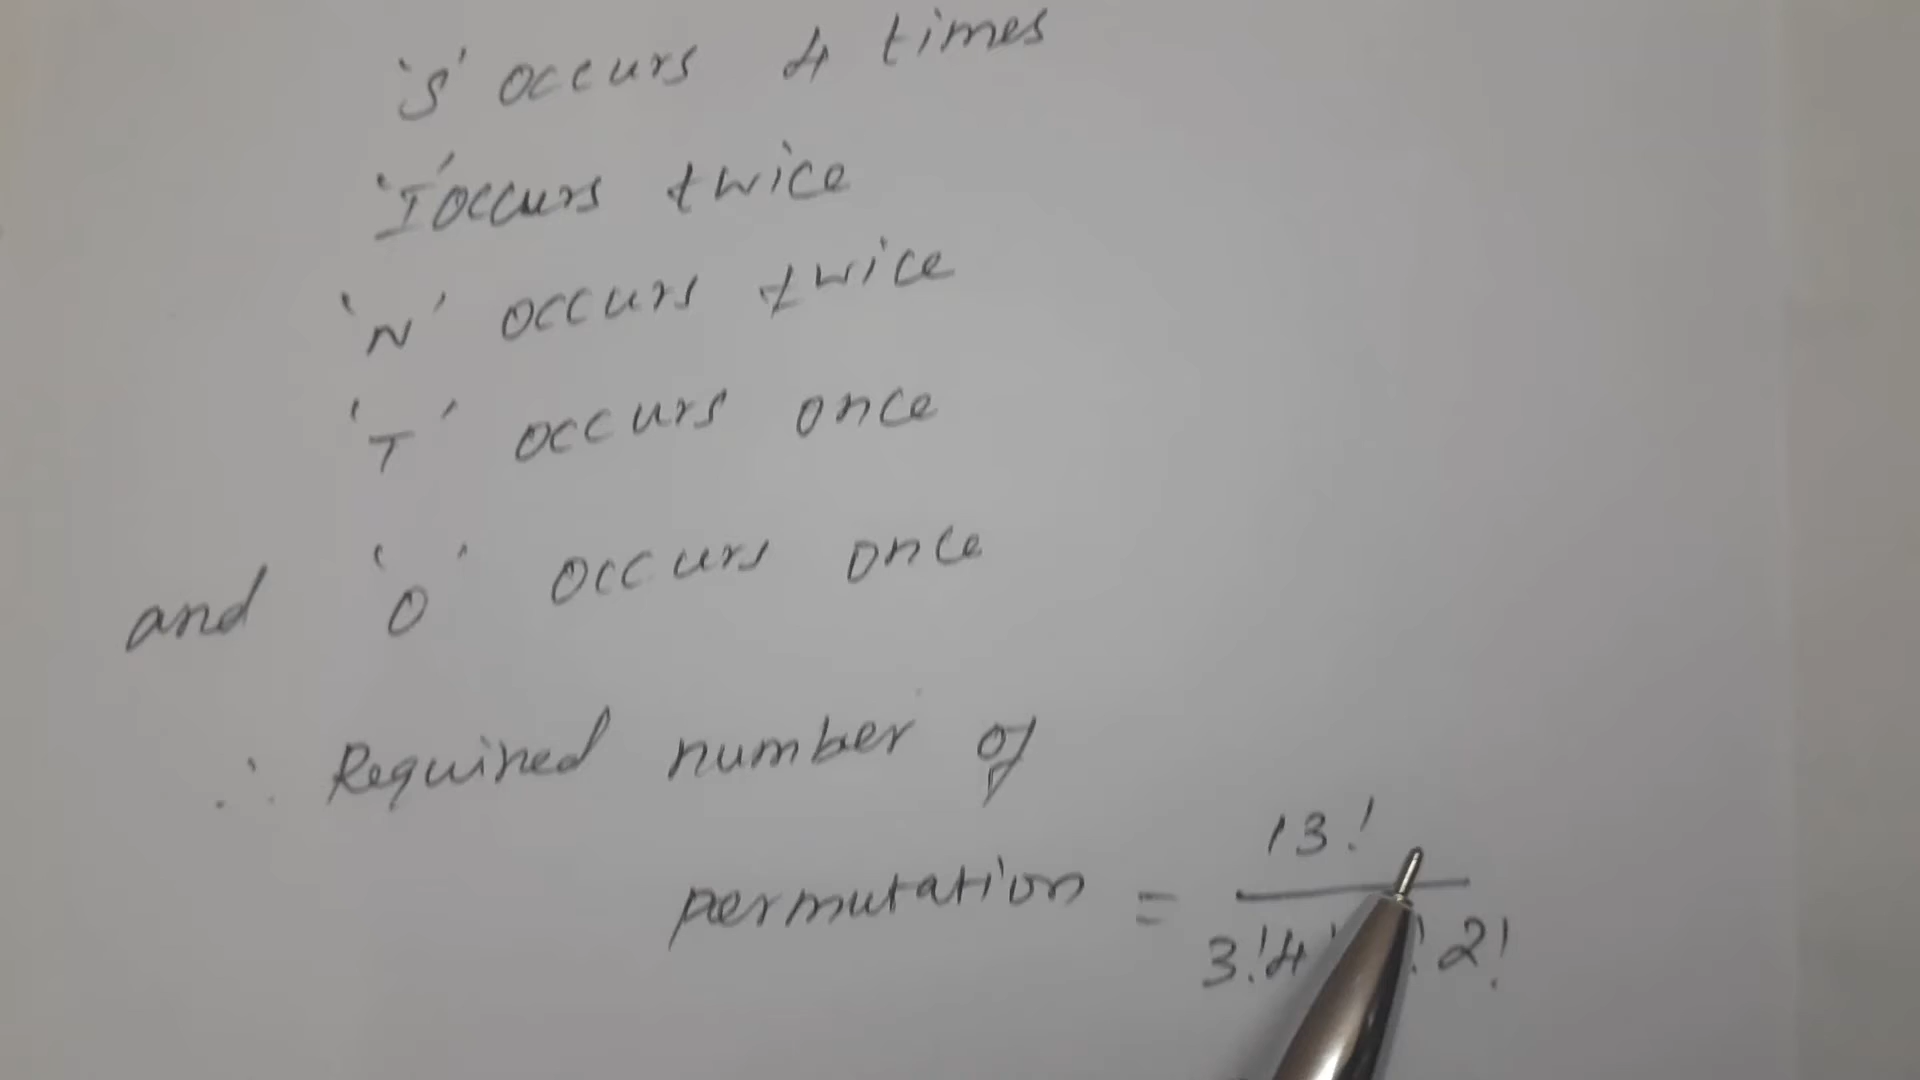 'S' occurs 4 times
'I' occurs twice
'N' occurs twice
'T' occurs once
and 'O' occurs once
∴ Required number of
permutation = 13!
3!4! ! 2!